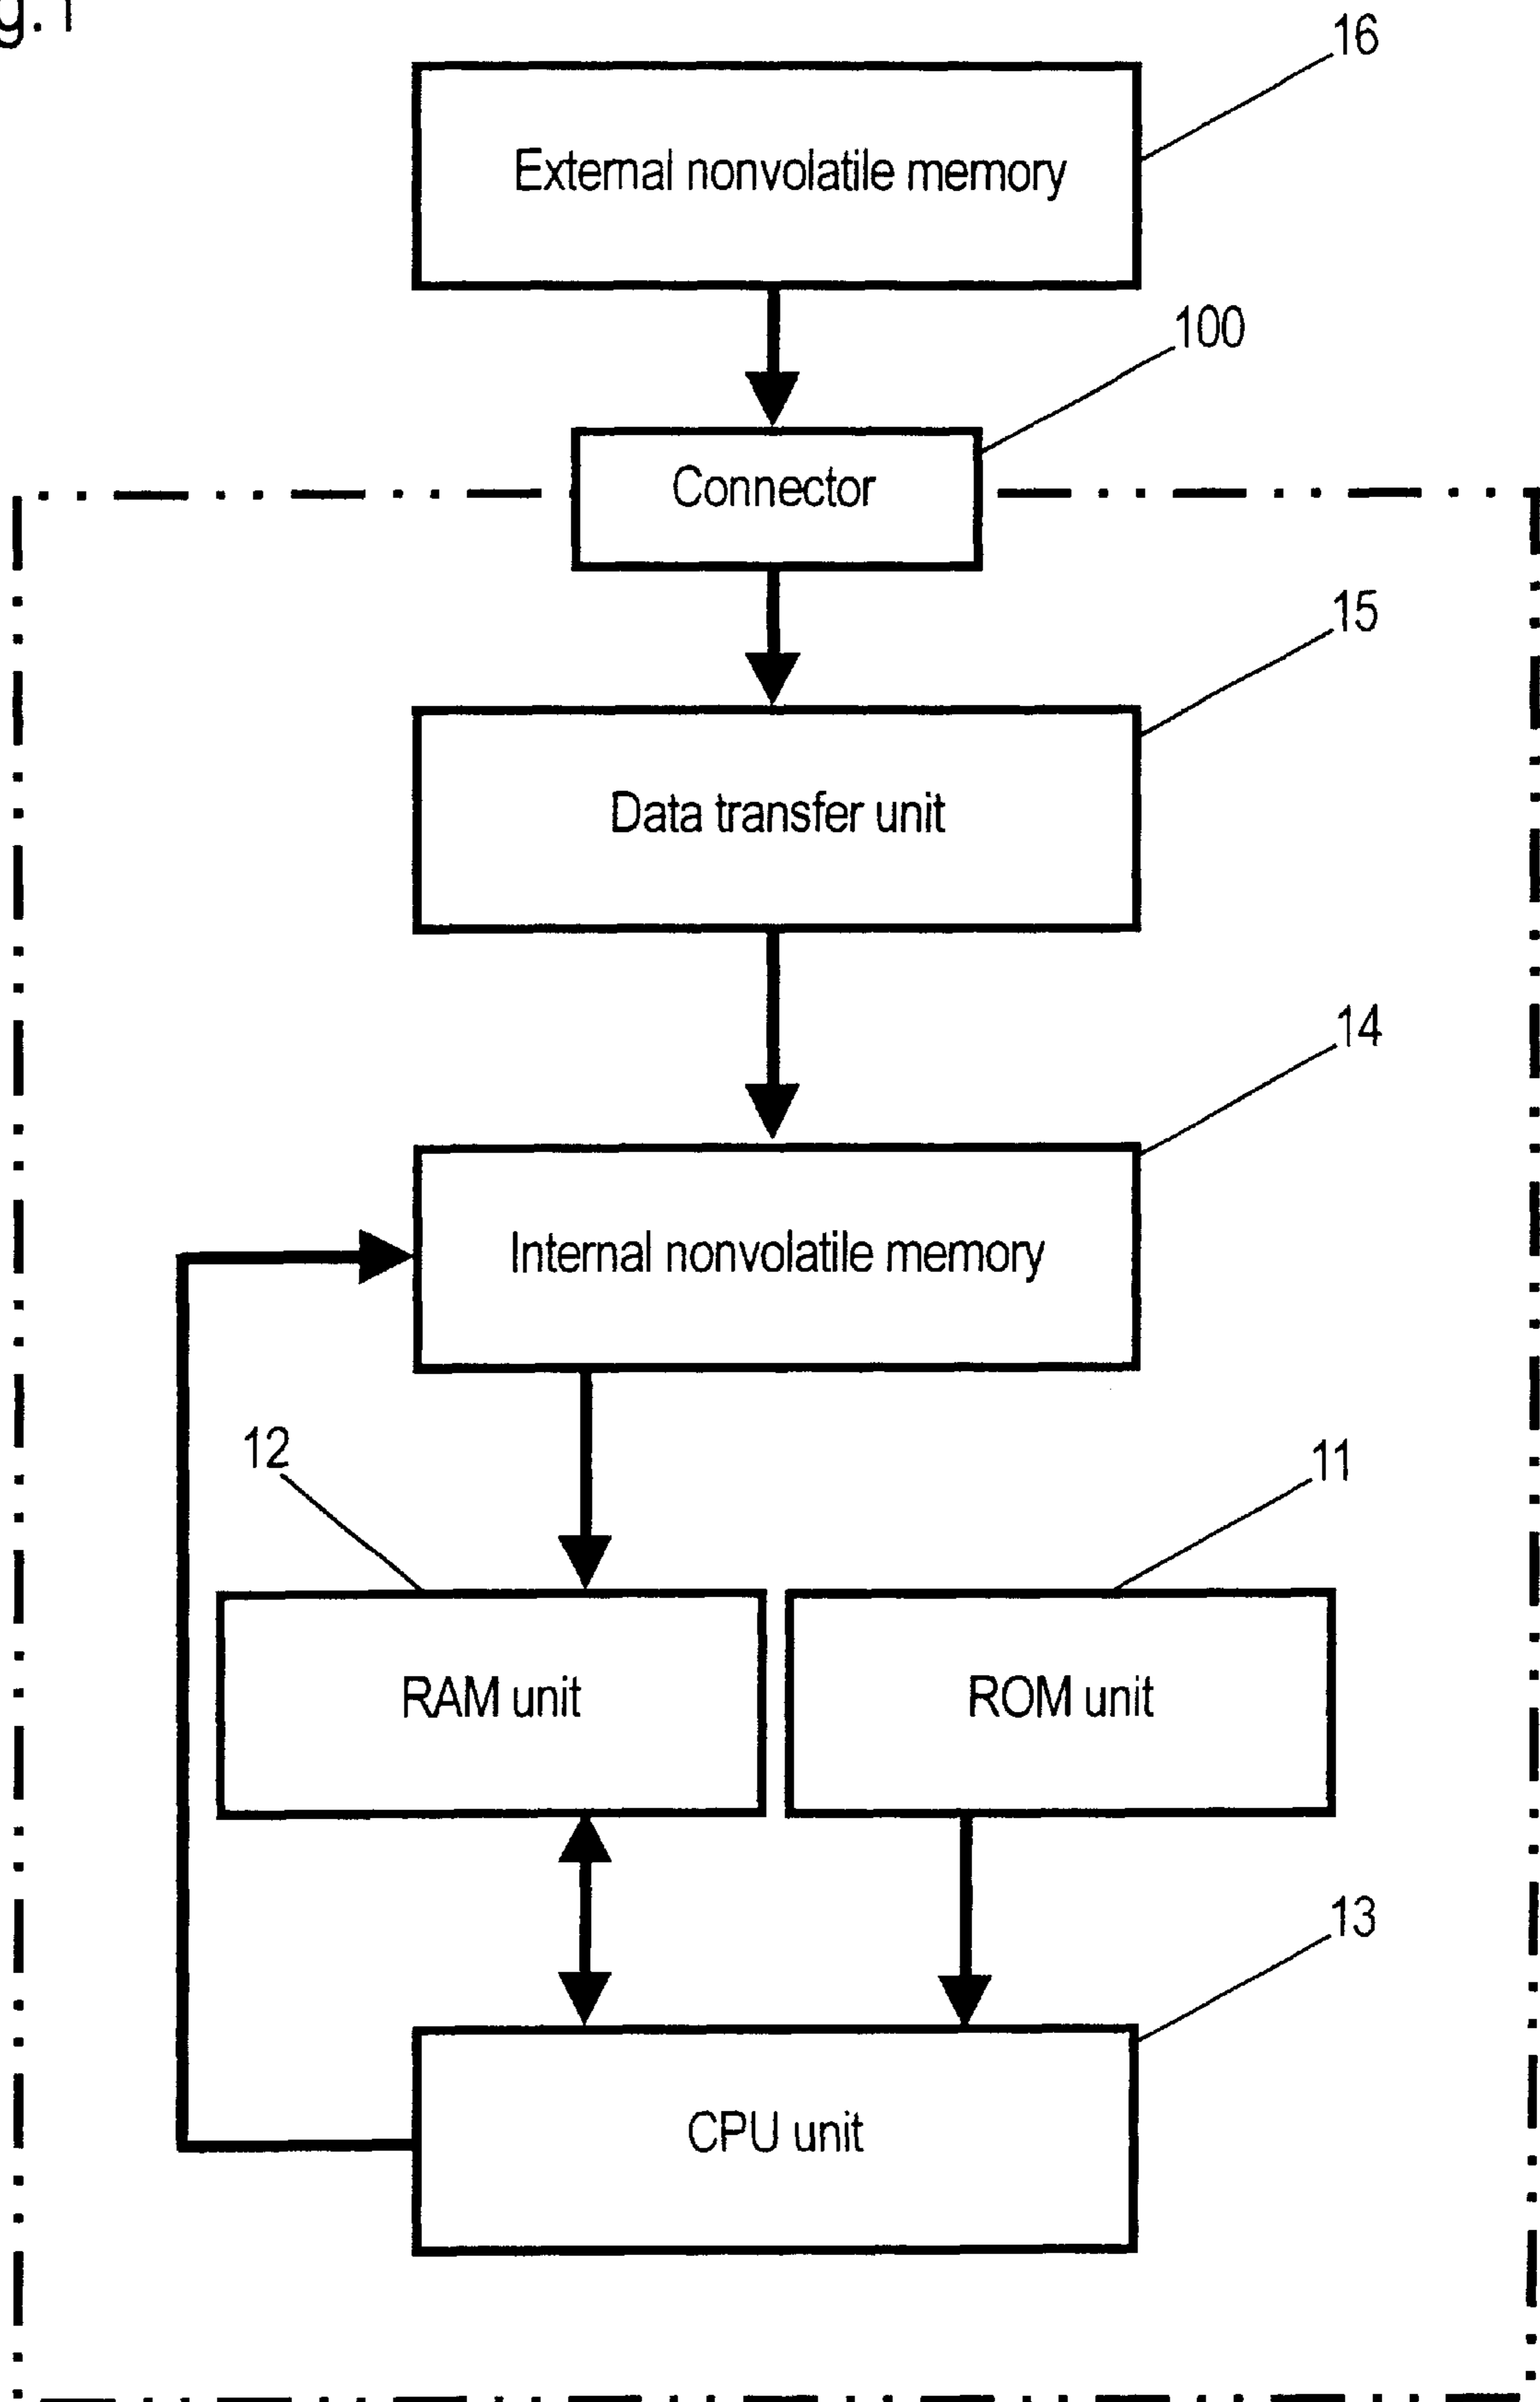 g.1
16
External nonvolatile memory
100
Connector
15
Data transfer unit
14
Internal nonvolatile memory
12
11
RAM unit
ROM unit
13
CPU unit